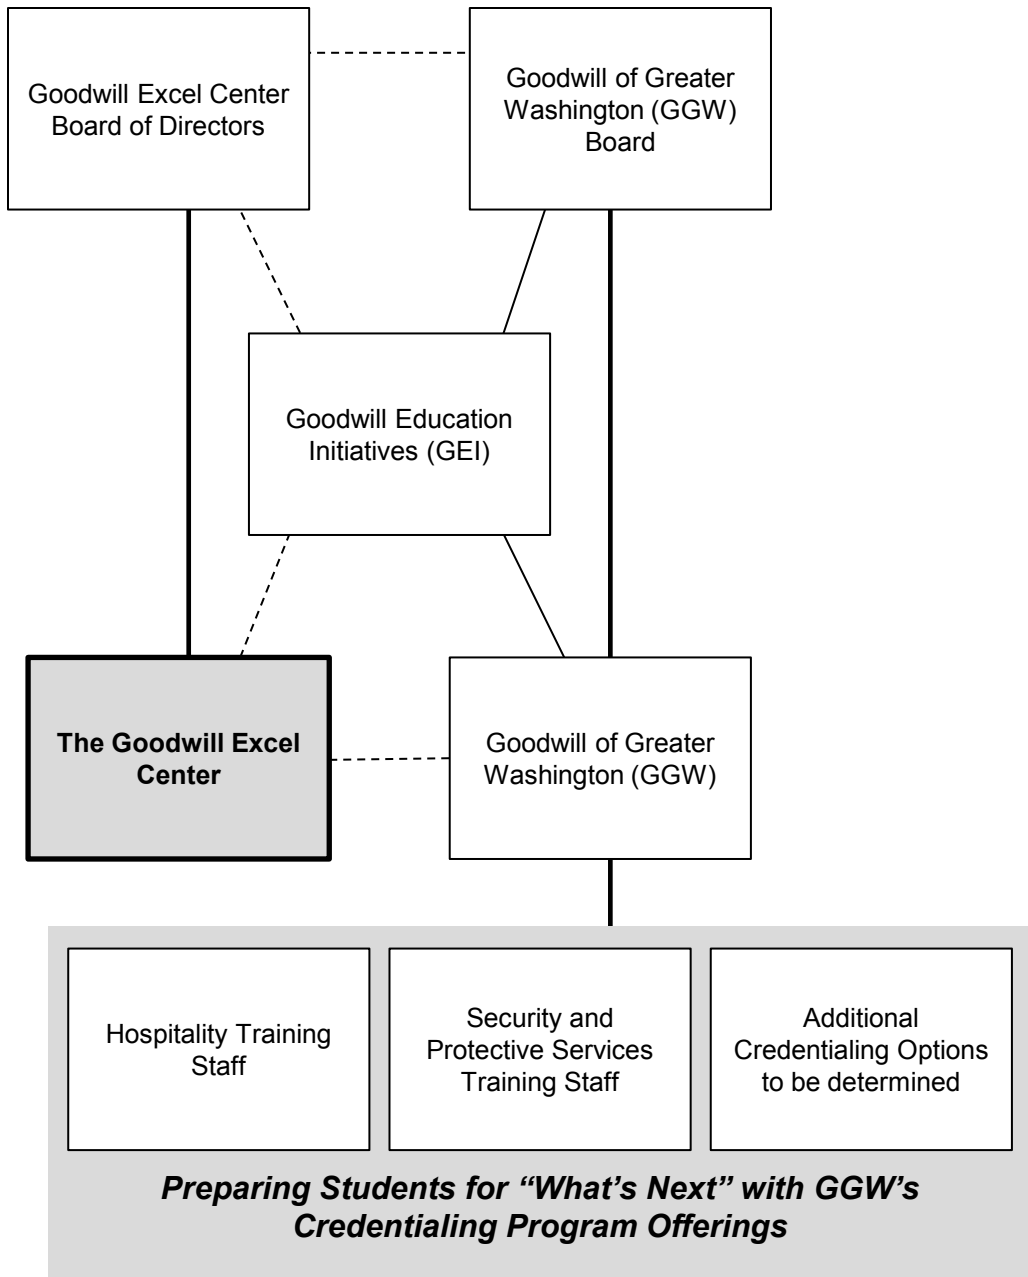 Goodwill Excel Center
Board of Directors
Goodwill of Greater
Washington (GGW)
Board
Goodwill Education
Initiatives (GEI)
The Goodwill Excel
Center
Goodwill of Greater
Washington (GGW)
Hospitality Training
Staff
Security and
Protective Services
Training Staff
Additional
Credentialing Options
to be determined
Preparing Students for “What’s Next” with GGW’s
Credentialing Program Offerings